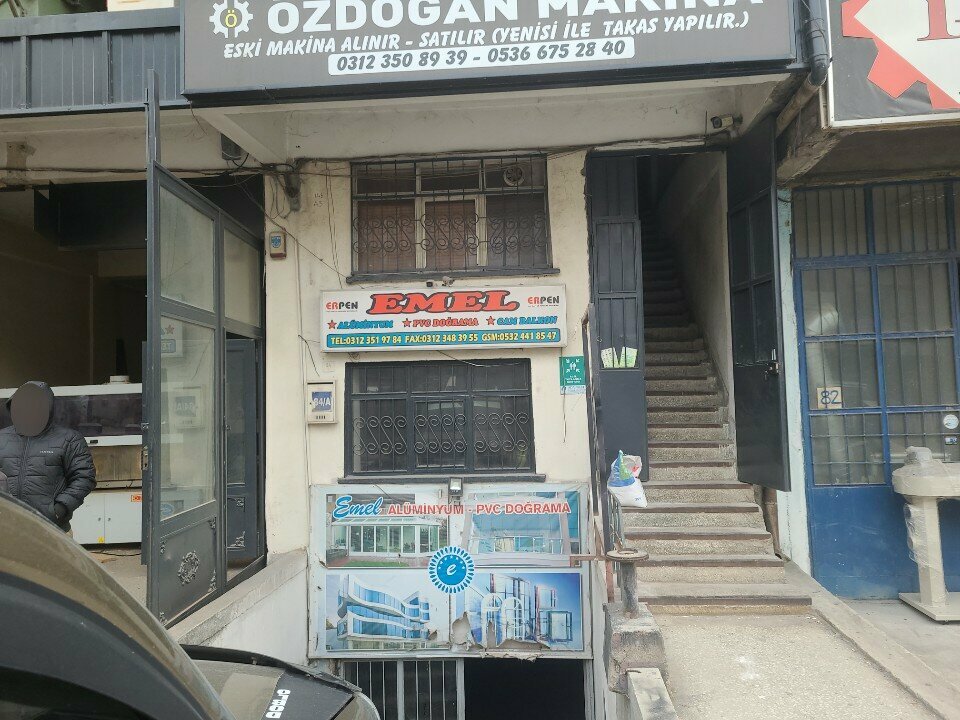 ÖZDOĞAN MAKİNA
ESKİ MAKİNA ALINIR - SATILIR (YENİSİ İLE TAKAS YAPILIR.)
0312 350 89 39 - 0536 675 28 40
ERPEN EMEL ERPEN
ALÜMİNYUM PVC DOĞRAMA CAM BALKON
TEL:0312 351 97 84 FAX:0312 348 39 55 GSM:0532 441 85 47
84/A
82
Emel ALÜMİNYUM - PVC DOĞRAMA
e